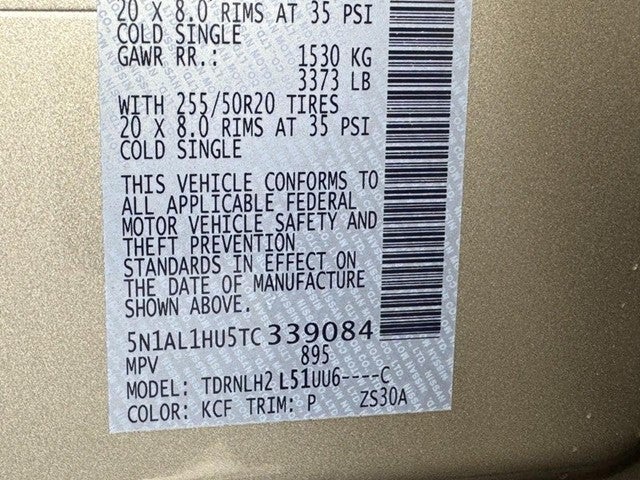 20 X 8.0 RIMS AT 35 PSI
COLD SINGLE
GAWR RR.: 1530 KG
3373 LB
WITH 255/50R20 TIRES
20 X 8.0 RIMS AT 35 PSI
COLD SINGLE
THIS VEHICLE CONFORMS TO
ALL APPLICABLE FEDERAL
MOTOR VEHICLE SAFETY AND
THEFT PREVENTION
STANDARDS IN EFFECT ON
THE DATE OF MANUFACTURE
SHOWN ABOVE.
5N1AL1HU5TC339084
MPV 895
MODEL: TDRNLH2 L51UU6----C
COLOR: KCF TRIM: P ZS30A